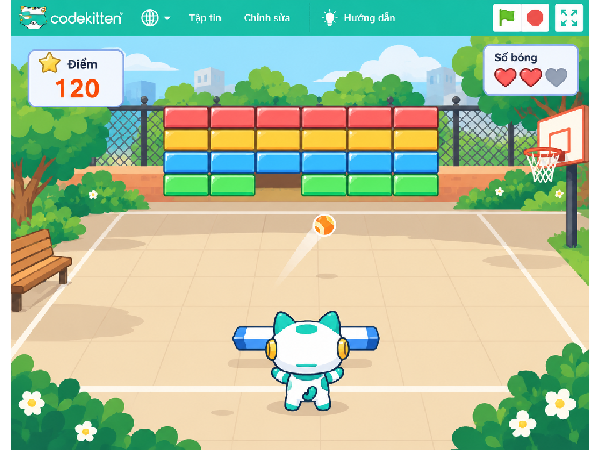 codekitten
Tập tin
Chỉnh sửa
Hướng dẫn
Điểm
120
Số bóng